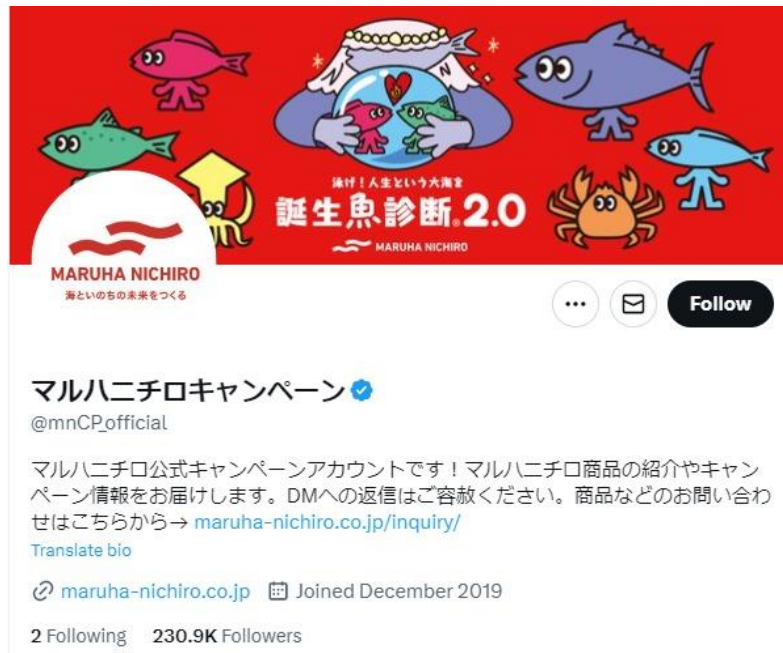 泳げ！人生という大海を
誕生魚診断®2.0
MARUHA NICHIRO
MARUHA NICHIRO
海といのちの未来をつくる
Follow
マルハニチロキャンペーン
@mnCP_official
マルハニチロ公式キャンペーンアカウントです！マルハニチロ商品の紹介やキャン
ペーン情報をお届けします。DMへの返信はご容赦ください。商品などのお問い合わ
せはこちらから→ maruha-nichiro.co.jp/inquiry/
Translate bio
maruha-nichiro.co.jp Joined December 2019
2 Following 230.9K Followers